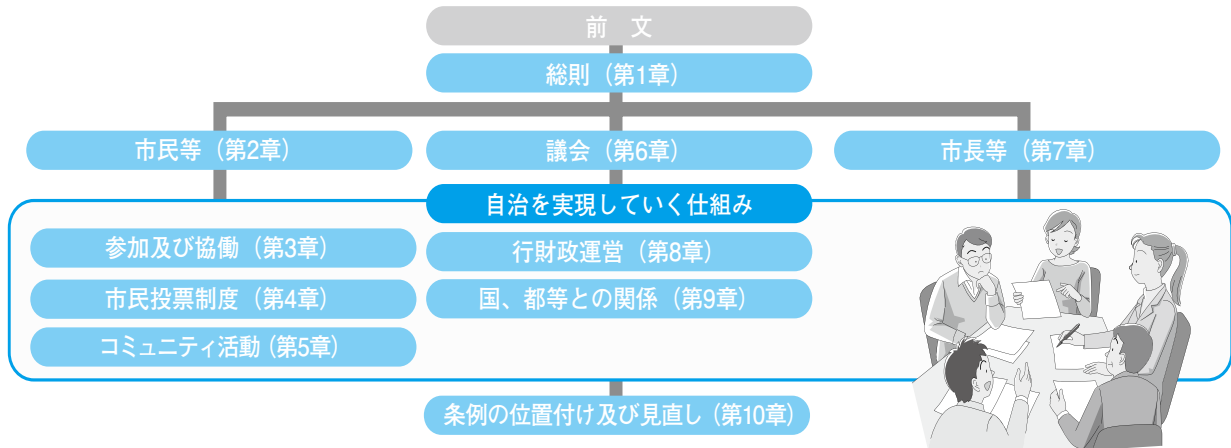 前　文
総則（第1章）
市民等（第2章）
議会（第6章）
市長等（第7章）
自治を実現していく仕組み
参加及び協働（第3章）
行財政運営（第8章）
市民投票制度（第4章）
国、都等との関係（第9章）
コミュニティ活動（第5章）
条例の位置付け及び見直し（第10章）